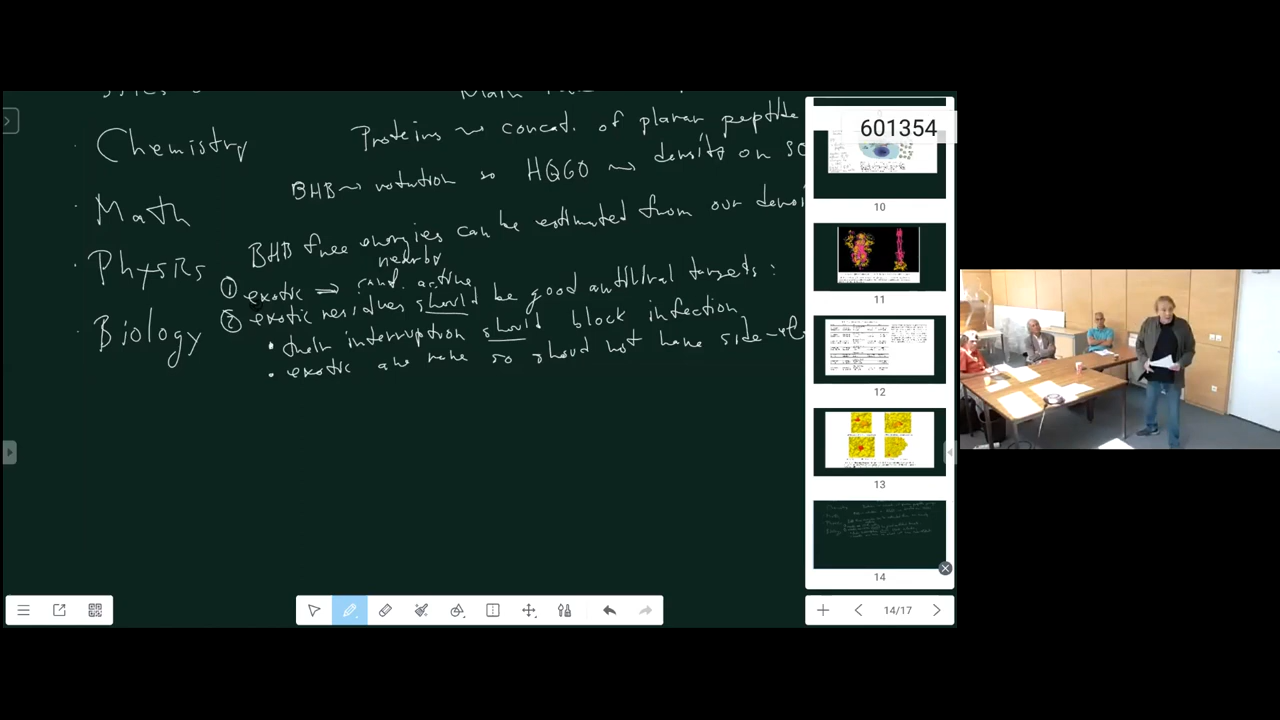 Math
Chemistry
Proteins ~> concat. of planar peptide
601354
BHB ~> rotation so HQGO ~> density on SO
10
Math
BHB free energies can be estimated from our densi
Physics
① exotic => cand active
nearby
11
② exotic residues should be good antiviral targets:
Biology
• their interruption should block infection
• exotic are rare so should not have side-
12
13
14
14/17